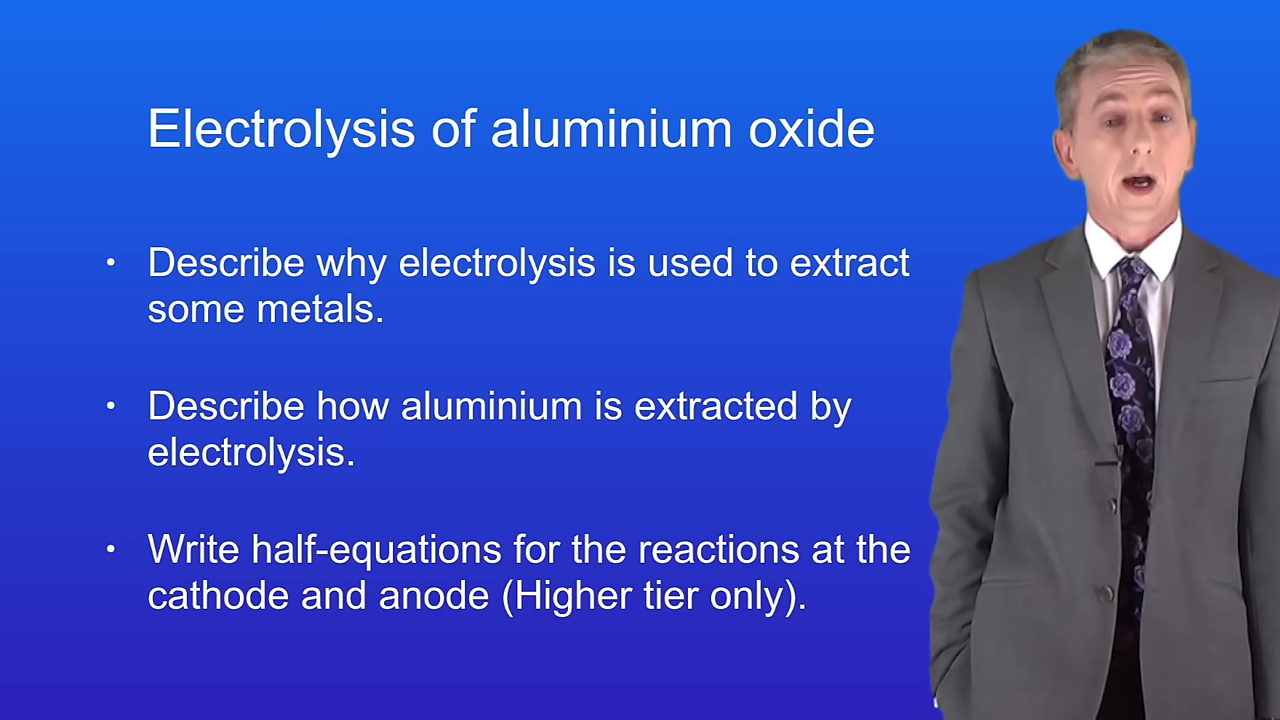 Electrolysis of aluminium oxide
• Describe why electrolysis is used to extract
some metals.
• Describe how aluminium is extracted by
electrolysis.
• Write half-equations for the reactions at the
cathode and anode (Higher tier only).